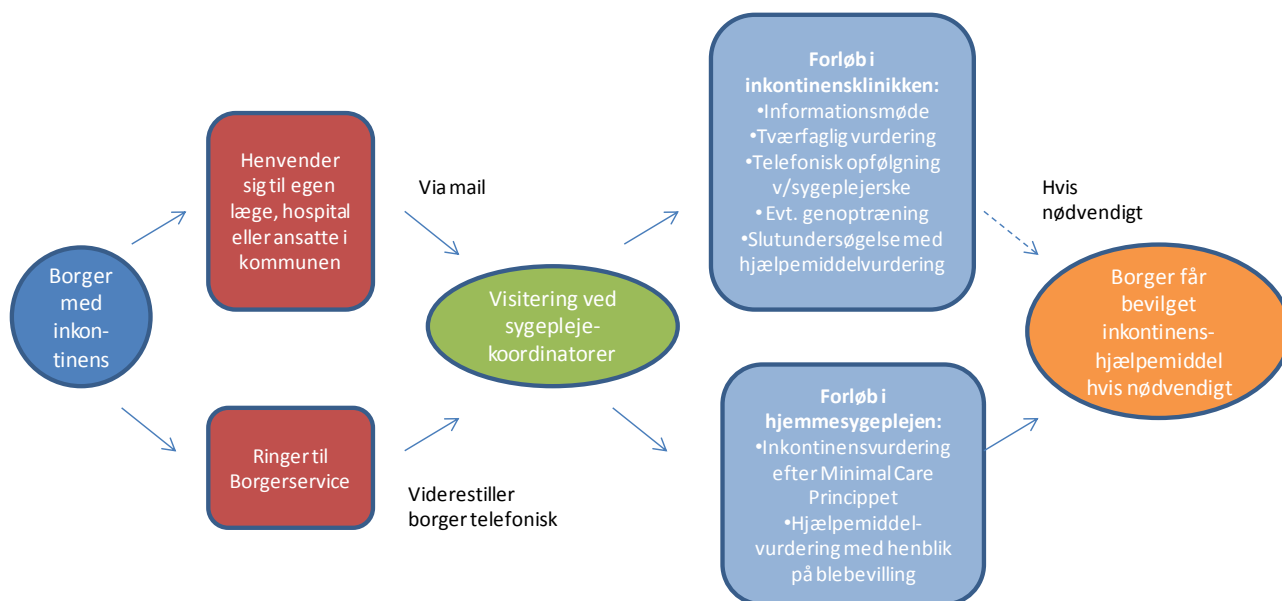 Borger
med
inkon-
tinens
Henvender
sig til egen
læge, hospital
eller ansatte i
kommunen
Ringer til
Borgerservice
Via mail
Viderestiller
borger telefonisk
Visitering ved
sygepleje-
koordinatorer
Forløb i
inkontinensklinikken:
•Informationsmøde
•Tværfaglig vurdering
•Telefonisk opfølgning
v/sygeplejerske
•Evt. genoptræning
•Slutundersøgelse med
hjælpemiddelvurdering
Forløb i
hjemmesygeplejen:
•Inkontinensvurdering
efter Minimal Care
Princippet
•Hjælpemiddel-
vurdering med henblik
på blebevilling
Hvis
nødvendigt
Borger får
bevilget
inkontinens-
hjælpemiddel
hvis nødvendigt